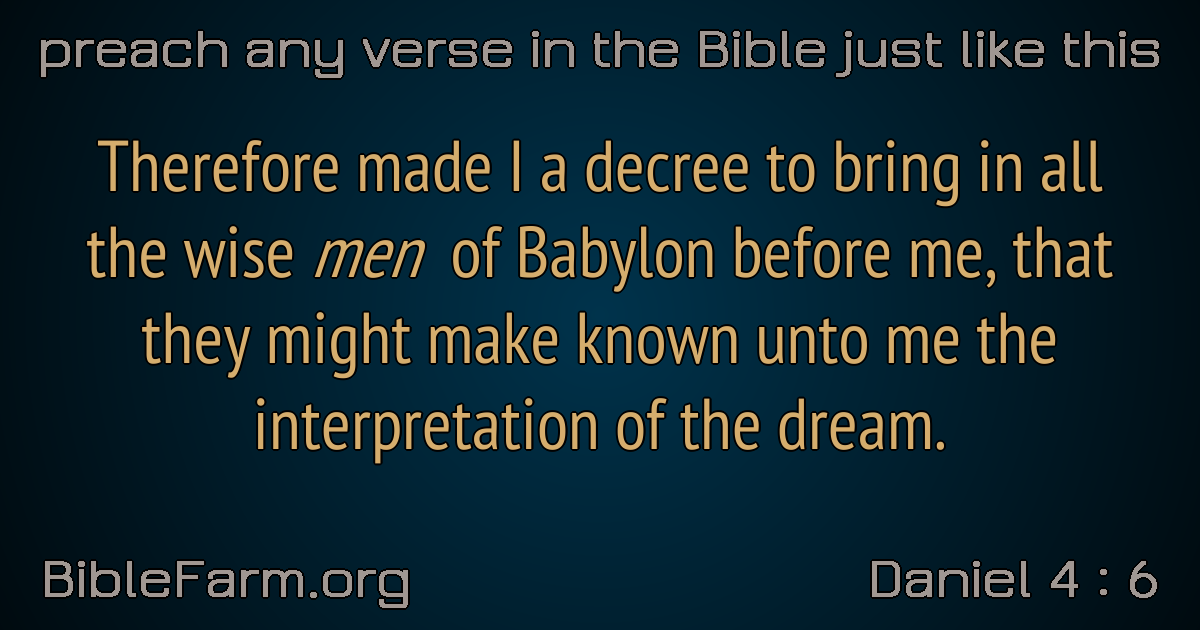 preach any verse in the Bible just like this
Therefore made I a decree to bring in all
the wise men of Babylon before me, that
they might make known unto me the
interpretation of the dream.
BibleFarm.org
Daniel 4 : 6